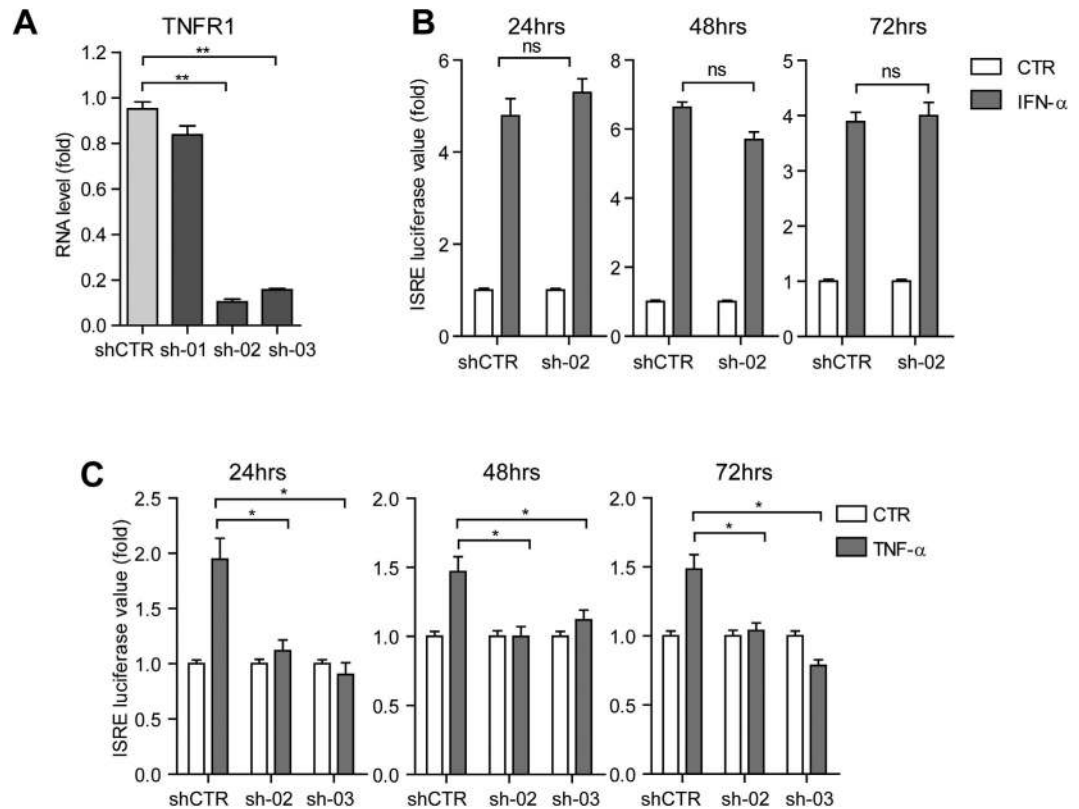 A
TNFR1
RNA level (fold)
1.2
1.0
0.8
0.6
0.4
0.2
0.0
**
**
shCTR sh-01 sh-02 sh-03
B
24hrs 48hrs 72hrs
ISRE luciferase value (fold)
6
4
2
0
ns
shCTR sh-02
8
6
4
2
0
ns
shCTR sh-02
5
4
3
2
1
0
ns
shCTR sh-02
CTR
IFN-α
C
24hrs 48hrs 72hrs
ISRE luciferase value (fold)
2.5
2.0
1.5
1.0
0.5
0.0
*
*
shCTR sh-02 sh-03
2.0
1.5
1.0
0.5
0.0
*
*
shCTR sh-02 sh-03
2.0
1.5
1.0
0.5
0.0
*
*
shCTR sh-02 sh-03
CTR
TNF-α